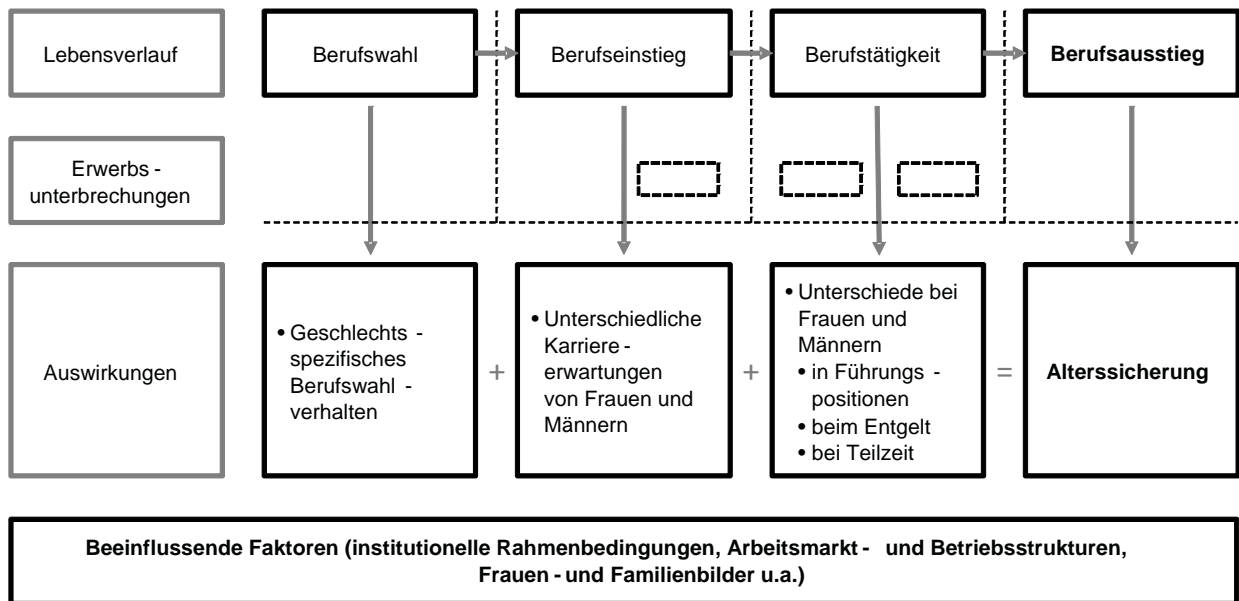 Lebensverlauf
Berufswahl
Berufseinstieg
Berufstätigkeit
Berufsausstieg
Erwerbs -
unterbrechungen
Auswirkungen
• Geschlechts -
spezifisches
Berufswahl -
verhalten
+
• Unterschiedliche
Karriere -
erwartungen
von Frauen und
Männern
+
• Unterschiede bei
Frauen und
Männern
• in Führungs -
positionen
• beim Entgelt
• bei Teilzeit
=
Alterssicherung
Beeinflussende Faktoren (institutionelle Rahmenbedingungen, Arbeitsmarkt - und Betriebsstrukturen,
Frauen - und Familienbilder u.a.)